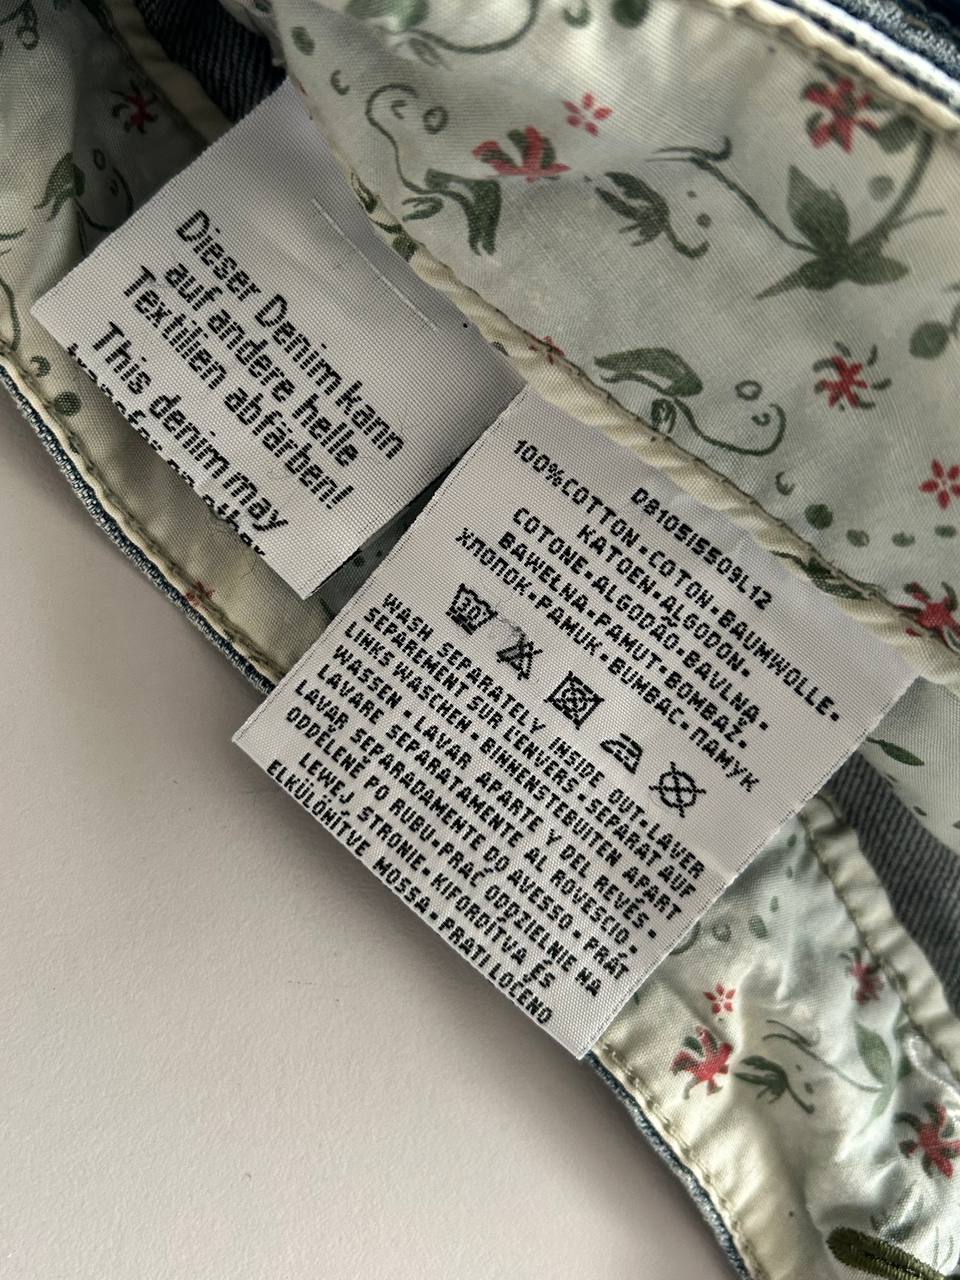 Dieser Denim kann
auf andere helle
Textilien abfärben!
This denim may
D81051SS09L12
100%COTTON•COTON•BAUMWOLLE•
KATOEN•ALGODON•
COTONE•ALGODÃO•BAVLNA•
BAWEŁNA•PAMUT•BOMBAŽ•
ХЛОПОК•PAMUK•BUMBAC•ПАМУК
30
WASH SEPARATELY INSIDE OUT•LAVER
SEPAREMENT SUR L'ENVERS•SEPARAT AUF
LINKS WASCHEN•BINNENSTEBUITEN APART
WASSEN•LAVAR APARTE Y DEL REVÉS•
LAVARE SEPARATAMENTE AL ROVESCIO•
LAVAR SEPARADAMENTE DO AVESSO•PRÁT
ODDĚLENĚ PO RUBU•PRAĆ ODDZIELNIE NA
LEWEJ STRONIE•KIFORDÍTVA ÉS
ELKÜLÖNÍTVE MOSSA•PRATI LOČENO